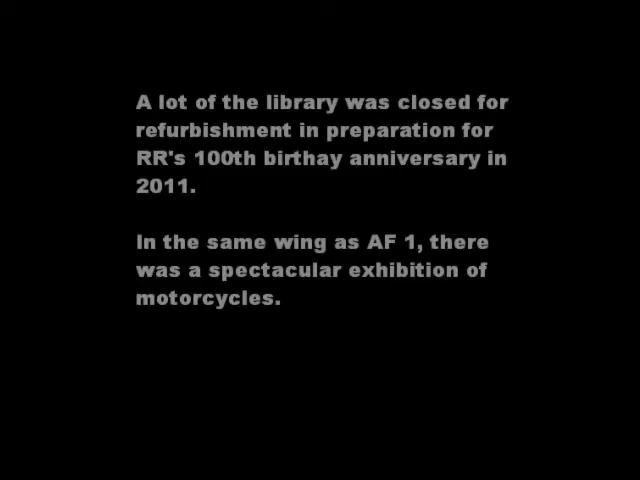 A lot of the library was closed for
refurbishment in preparation for
RR's 100th birthay anniversary in
2011.
In the same wing as AF 1, there
was a spectacular exhibition of
motorcycles.